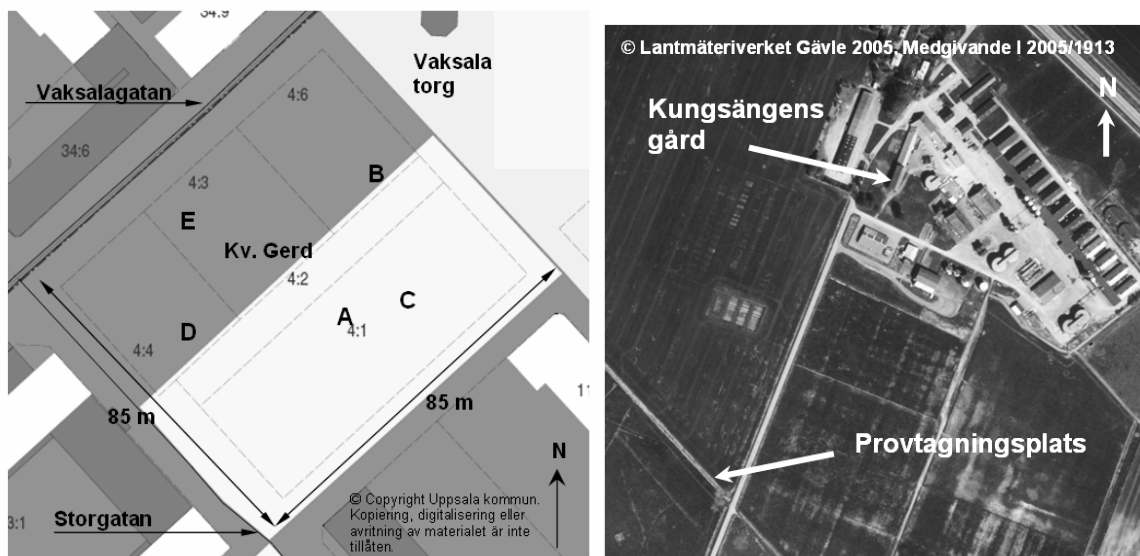 34:9
Vaksala
torg
Vaksalagatan
4:6
34:6
4:3
B
E
Kv. Gerd
4:2
C
A
4:1
D
4:4
85 m
85 m
11
N
3:1
Storgatan
© Copyright Uppsala kommun.
Kopiering, digitalisering eller
avritning av materialet är inte
tillåten.
© Lantmäteriverket Gävle 2005. Medgivande I 2005/1913
N
Kungsängens
gård
Provtagningsplats